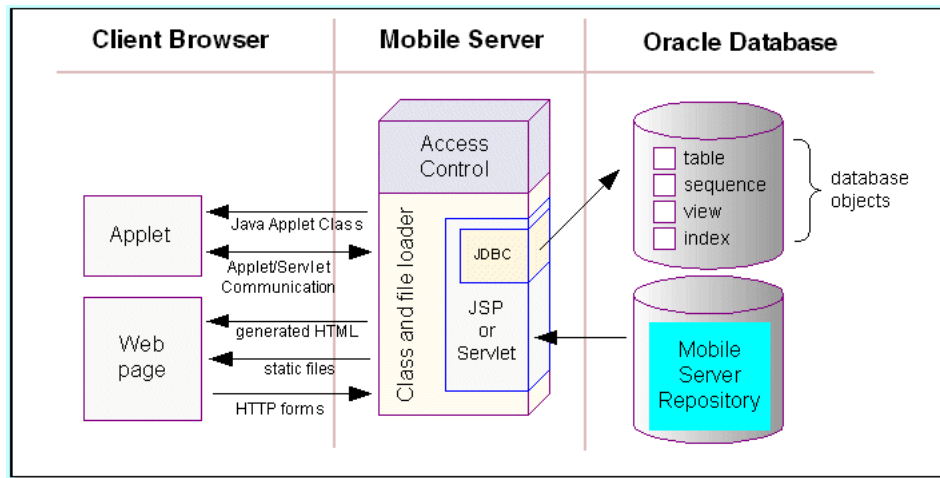 Client Browser
Mobile Server
Oracle Database
Access
Control
Class and file loader
JDBC
JSP
or
Servlet
Applet
Web
page
Java Applet Class
Applet/Servlet
Communication
generated HTML
static files
HTTP forms
table
sequence
view
index
database
objects
Mobile
Server
Repository